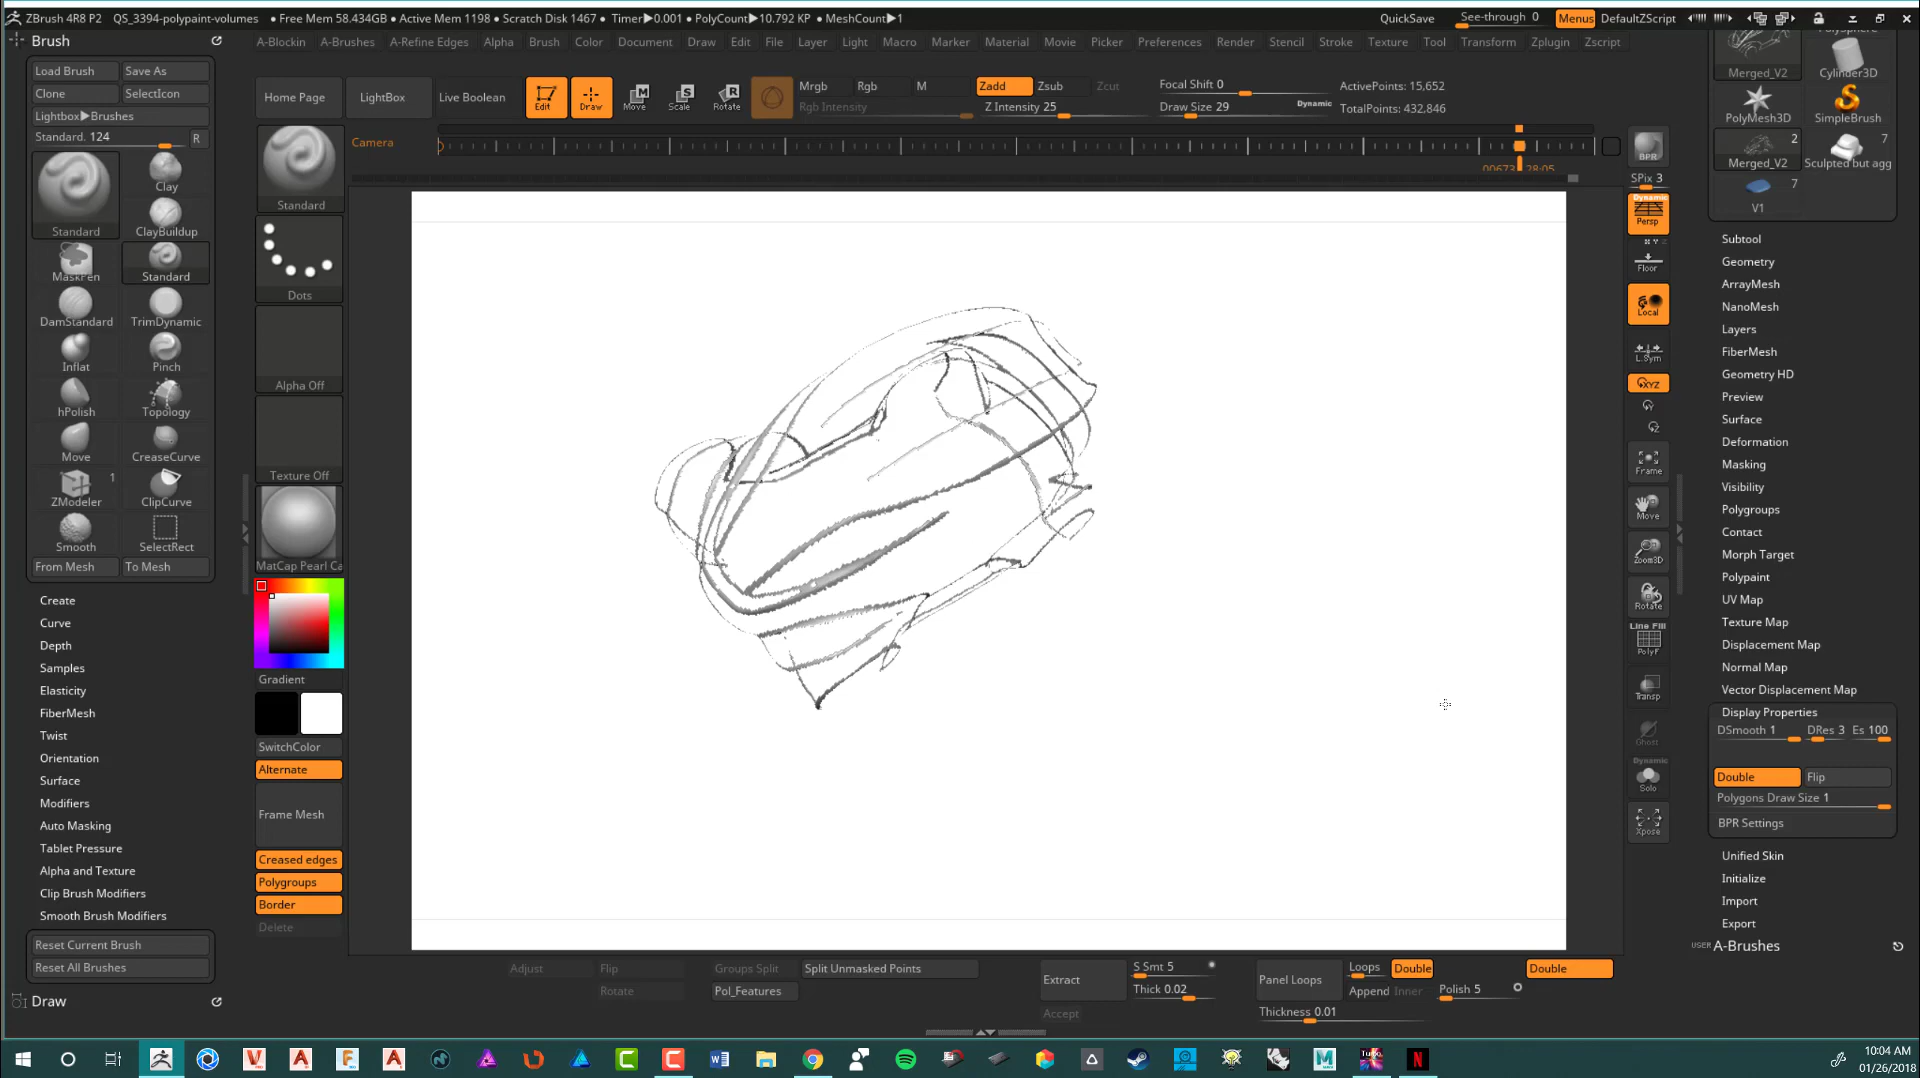 ZBrush 4R8 P2 QS_3394-polypaint-volumes • Free Mem 58.434GB • Active Mem 1198 • Scratch Disk 1467 • Timer▶0.001 • PolyCount▶10.792 KP • MeshCount▶1 QuickSave See-through 0 Menus DefaultZScript
Brush
A-Blockin A-Brushes A-Refine Edges Alpha Brush Color Document Draw Edit File Layer Light Macro Marker Material Movie Picker Preferences Render Stencil Stroke Texture Tool Transform Zplugin Zscript
Load Brush Save As
Clone SelectIcon
Lightbox▶Brushes
Standard. 124 R
Standard
Clay
ClayBuildup
MaskPen Standard
DamStandard TrimDynamic
Inflat Pinch
hPolish Topology
Move CreaseCurve
ZModeler 1 ClipCurve
Smooth SelectRect
From Mesh To Mesh
Create
Curve
Depth
Samples
Elasticity
FiberMesh
Twist
Orientation
Surface
Modifiers
Auto Masking
Tablet Pressure
Alpha and Texture
Clip Brush Modifiers
Smooth Brush Modifiers
Reset Current Brush
Reset All Brushes
Draw
Home Page LightBox Live Boolean Edit Draw Move Scale Rotate
Mrgb Rgb M
Rgb Intensity
Zadd Zsub Zcut
Z Intensity 25
Focal Shift 0
Draw Size 29 Dynamic
ActivePoints: 15,652
TotalPoints: 432,846
Camera
Standard
Dots
Alpha Off
Texture Off
MatCap Pearl Ca
Gradient
SwitchColor
Alternate
Frame Mesh
Creased edges
Polygroups
Border
Delete
BPR
SPix 3
Dynamic
Persp
Floor
Local
L.Sym
XYZ
Frame
Move
Zoom3D
Rotate
Line Fill
PolyF
Transp
Ghost
Dynamic
Solo
Xpose
Merged_V2 Cylinder3D
PolyMesh3D SimpleBrush
2 7
Merged_V2 Sculpted but agg
7
V1
Subtool
Geometry
ArrayMesh
NanoMesh
Layers
FiberMesh
Geometry HD
Preview
Surface
Deformation
Masking
Visibility
Polygroups
Contact
Morph Target
Polypaint
UV Map
Texture Map
Displacement Map
Normal Map
Vector Displacement Map
Display Properties
DSmooth 1 DRes 3 Es 100
Double Flip
Polygons Draw Size 1
BPR Settings
Unified Skin
Initialize
Import
Export
USER A-Brushes
Adjust Flip Groups Split Split Unmasked Points
Rotate Pol_Features
Extract S Smt 5
Thick 0.02
Accept
Panel Loops Loops Double
Append Inner Polish 5
Thickness 0.01
Double
10:04 AM
01/26/2018